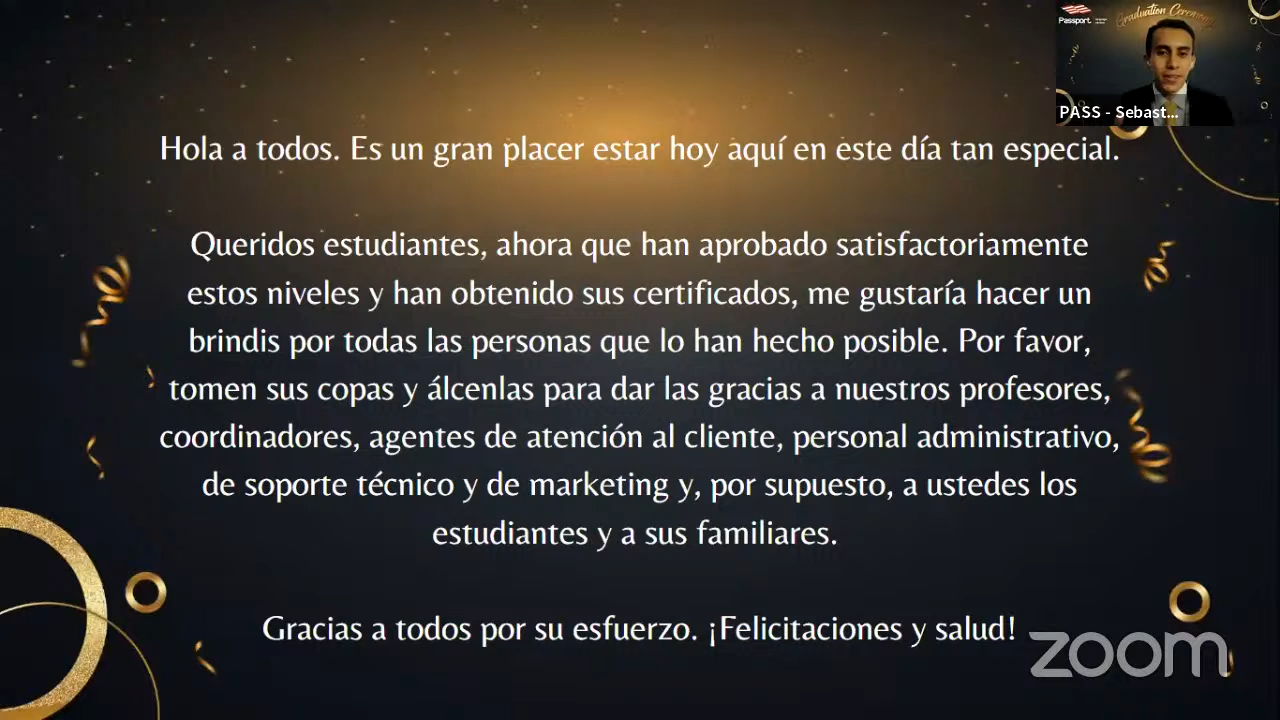 Passport
Graduation Ceremony
PASS - Sebast...
Hola a todos. Es un gran placer estar hoy aquí en este día tan especial.
Queridos estudiantes, ahora que han aprobado satisfactoriamente
estos niveles y han obtenido sus certificados, me gustaría hacer un
brindis por todas las personas que lo han hecho posible. Por favor,
tomen sus copas y álcenlas para dar las gracias a nuestros profesores,
coordinadores, agentes de atención al cliente, personal administrativo,
de soporte técnico y de marketing y, por supuesto, a ustedes los
estudiantes y a sus familiares.
Gracias a todos por su esfuerzo. ¡Felicitaciones y salud!
zoom